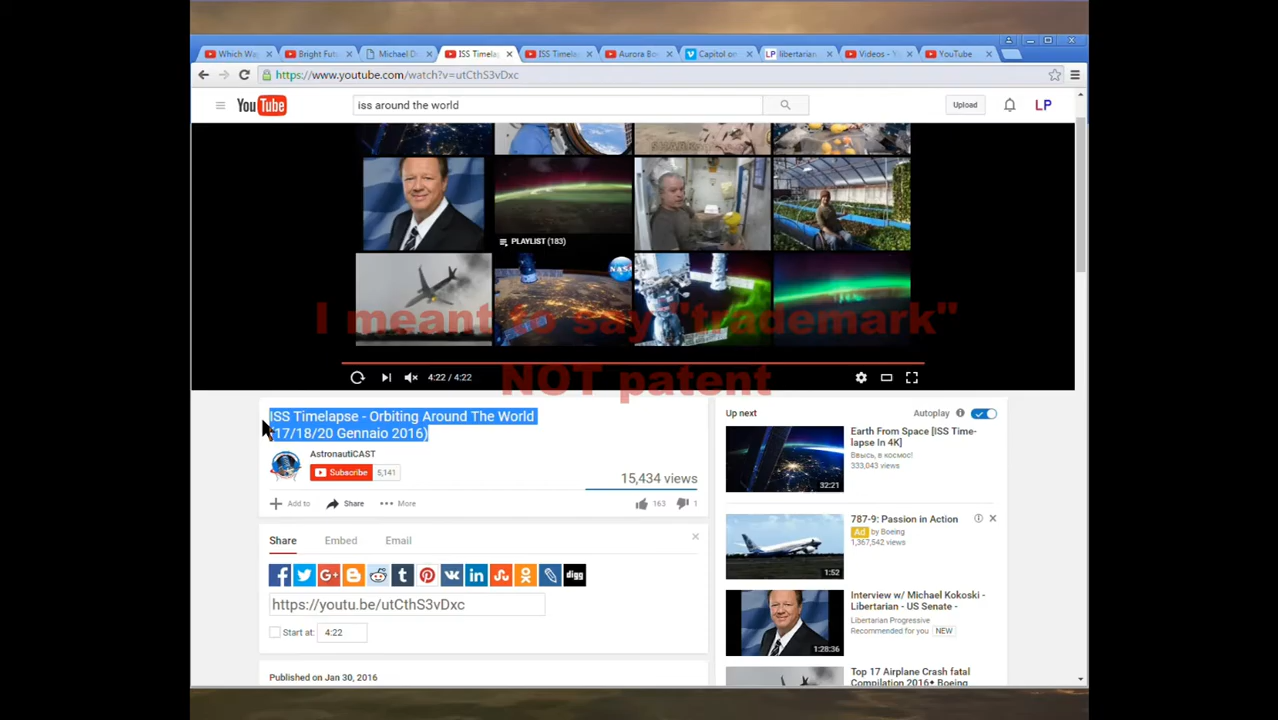 Which Wa
Bright Futu
Michael D
ISS Timela
ISS Timela
Aurora Bo
Capitol on
LP libertarian
Videos - Y
YouTube
https://www.youtube.com/watch?v=utCthS3vDxc
YouTube
iss around the world
Upload
LP
PLAYLIST (183)
NASA
I meant to say "trademark"
NOT patent
4:22 / 4:22
ISS Timelapse - Orbiting Around The World
(17/18/20 Gennaio 2016)
AstronautiCAST
Subscribe 5,141
15,434 views
Add to Share More
163 1
Share Embed Email
digg
https://youtu.be/utCthS3vDxc
Start at: 4:22
Published on Jan 30, 2016
Up next
Autoplay
Earth From Space [ISS Time-
lapse In 4K]
Ввысь, в космос!
333,043 views
32:21
787-9: Passion in Action
Ad by Boeing
1,367,542 views
1:52
Interview w/ Michael Kokoski -
Libertarian - US Senate -
Libertarian Progressive
Recommended for you NEW
1:28:36
Top 17 Airplane Crash fatal
Compilation 2016• Boeing